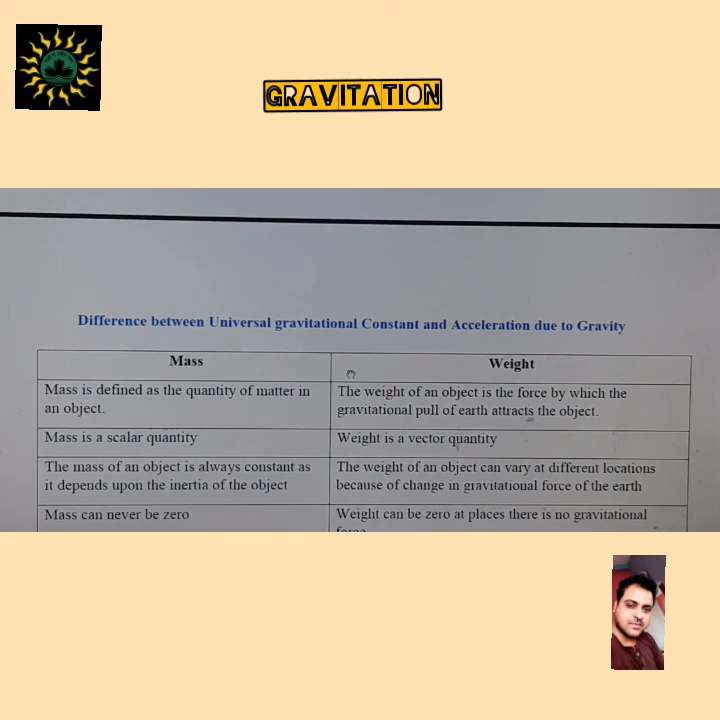 GRAVITATION
Difference between Universal gravitational Constant and Acceleration due to Gravity
Mass
Weight
Mass is defined as the quantity of matter in
an object.
The weight of an object is the force by which the
gravitational pull of earth attracts the object.
Mass is a scalar quantity
Weight is a vector quantity
The mass of an object is always constant as
it depends upon the inertia of the object
The weight of an object can vary at different locations
because of change in gravitational force of the earth
Mass can never be zero
Weight can be zero at places there is no gravitational